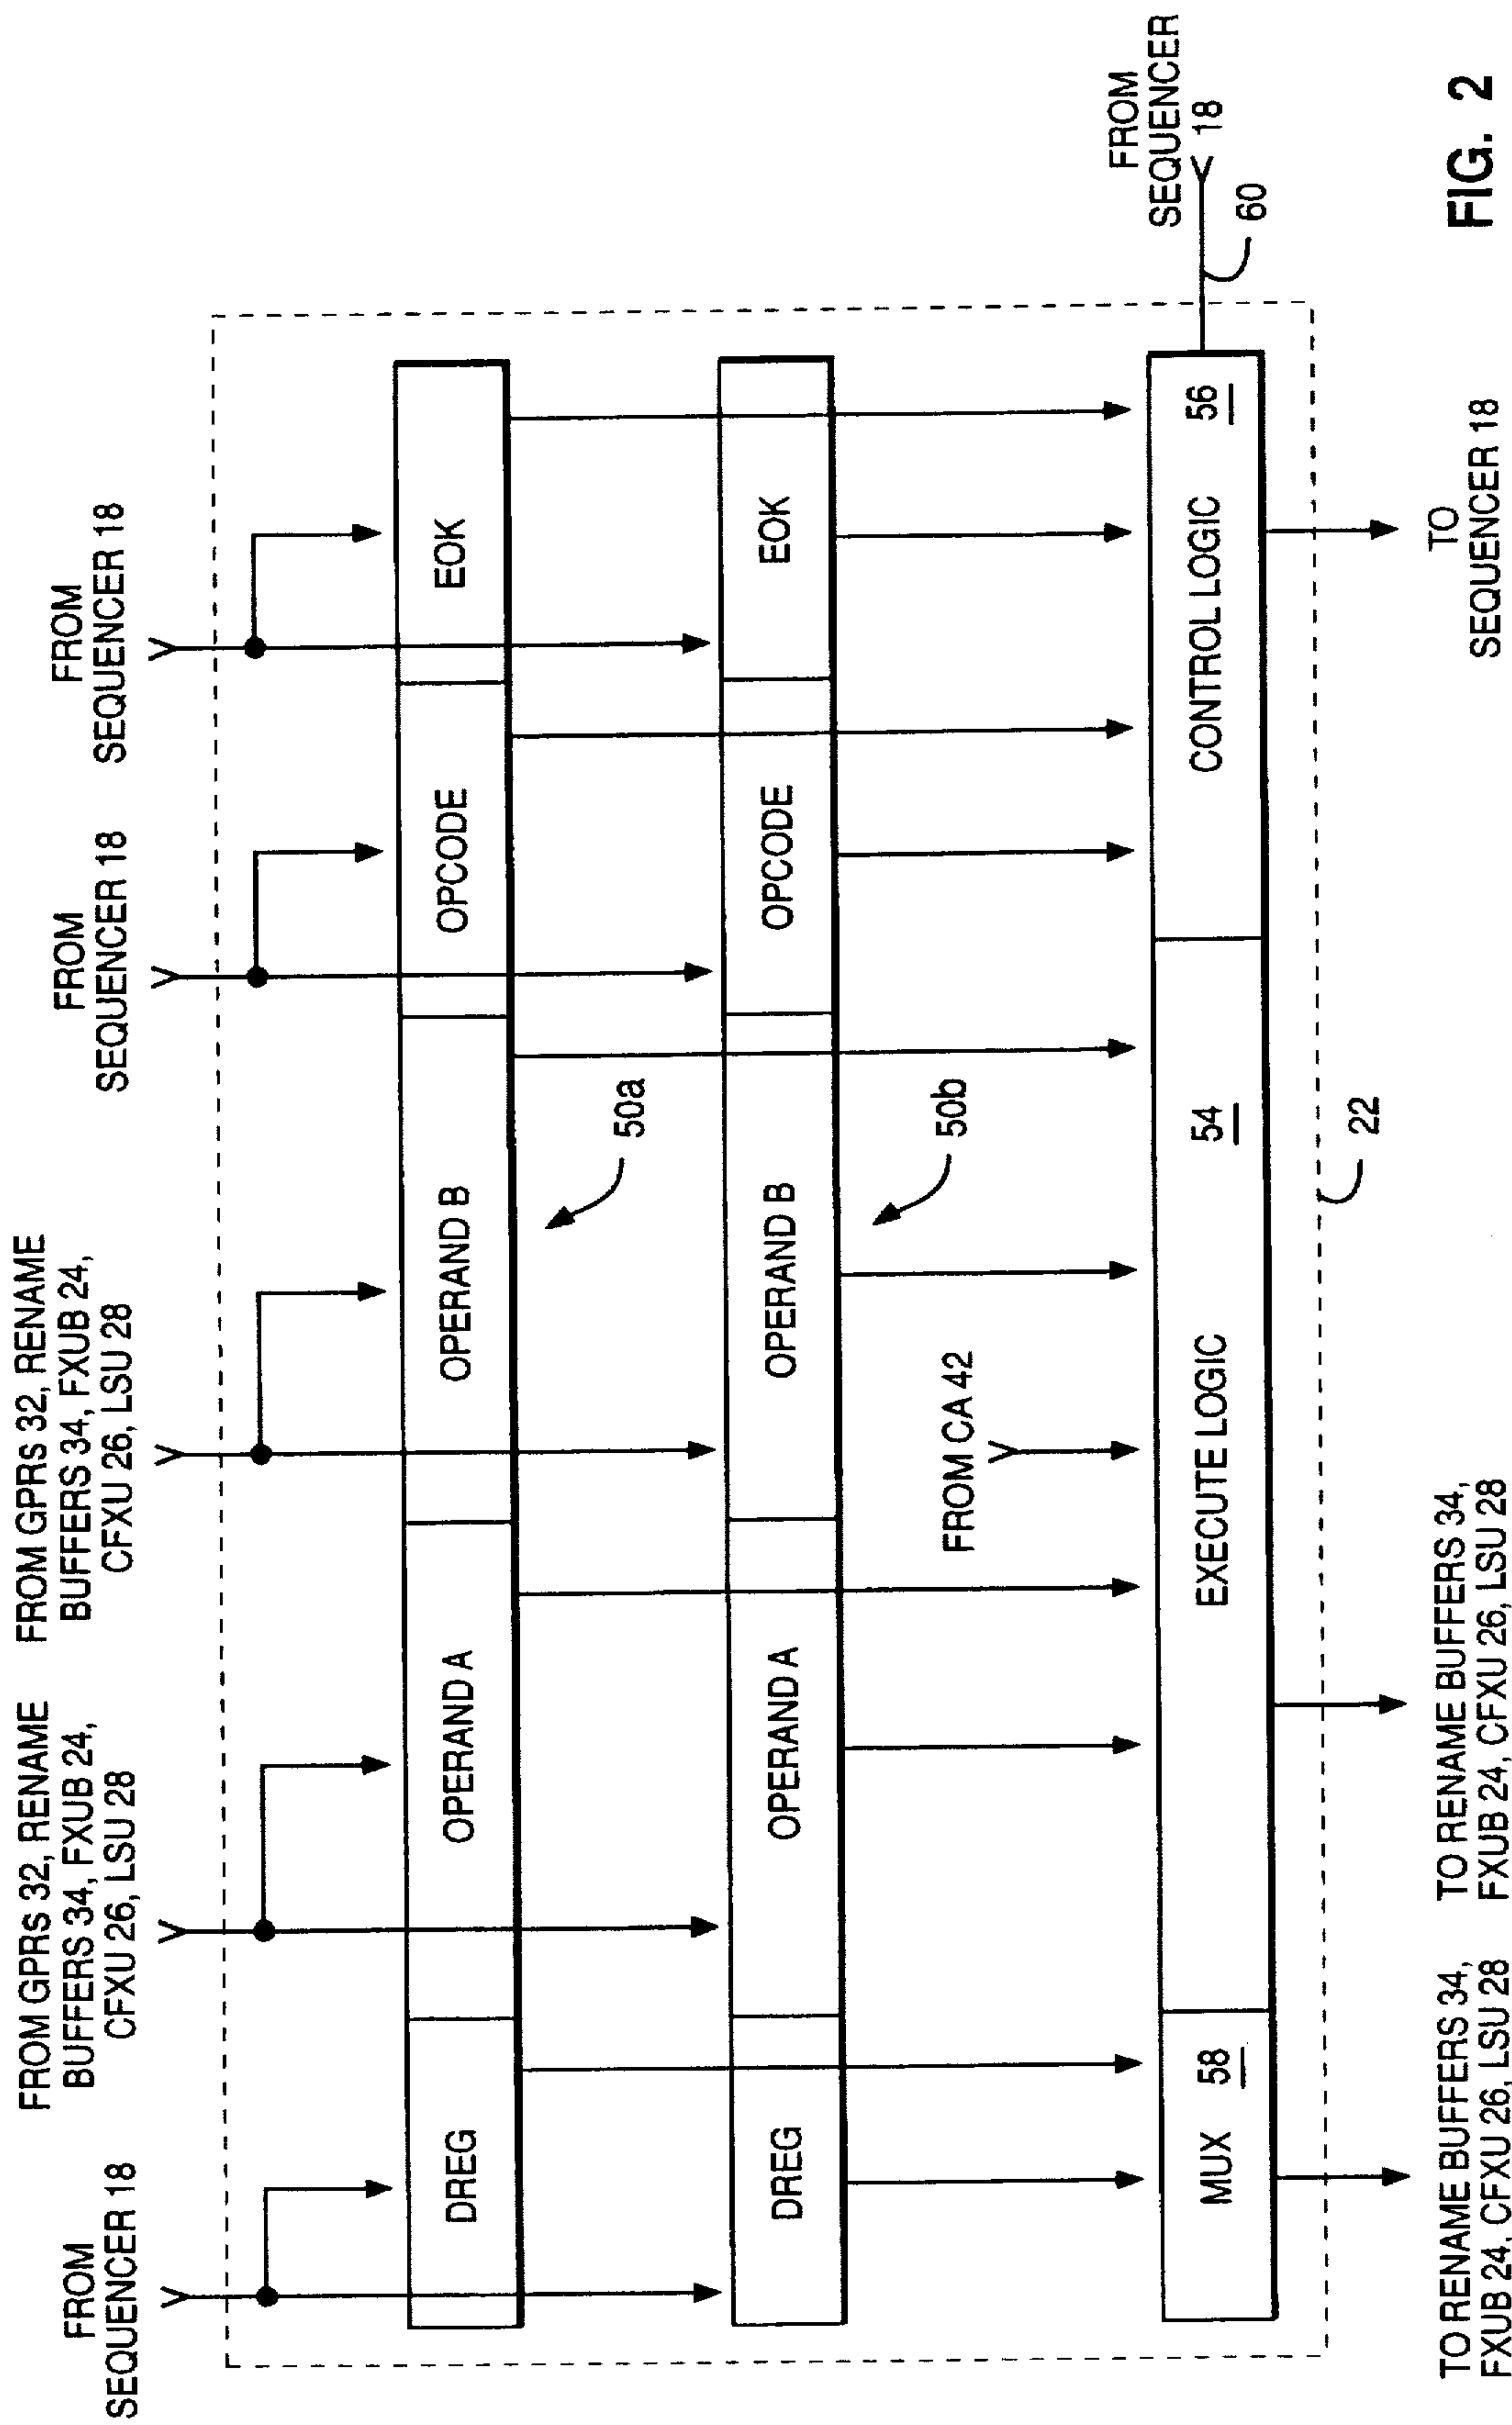 FROM
SEQUENCER 18
FROM GPRs 32, RENAME
BUFFERS 34, FXUB 24,
CFXU 26, LSU 28
FROM GPRs 32, RENAME
BUFFERS 34, FXUB 24,
CFXU 26, LSU 28
FROM
SEQUENCER 18
FROM
SEQUENCER 18
DREG
OPERAND A
OPERAND B
OPCODE
EOK
50a
DREG
OPERAND A
OPERAND B
OPCODE
EOK
50b
FROM CA 42
FROM
SEQUENCER
18
60
MUX 58
EXECUTE LOGIC 54
CONTROL LOGIC 56
22
TO RENAME BUFFERS 34,
FXUB 24, CFXU 26, LSU 28
TO RENAME BUFFERS 34,
FXUB 24, CFXU 26, LSU 28
TO
SEQUENCER 18
FIG. 2